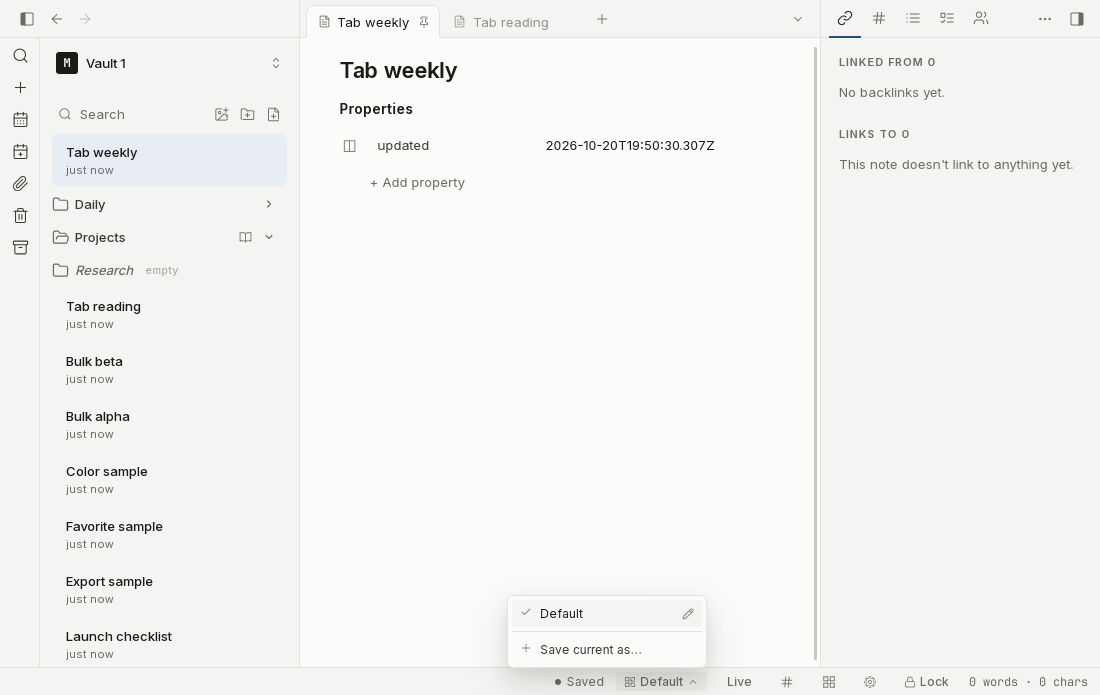 Tab weekly
Tab reading
M
Vault 1
Search
Tab weekly
just now
Daily
Projects
Research empty
Tab reading
just now
Bulk beta
just now
Bulk alpha
just now
Color sample
just now
Favorite sample
just now
Export sample
just now
Launch checklist
just now
Tab weekly
Properties
updated 2026-10-20T19:50:30.307Z
+ Add property
LINKED FROM 0
No backlinks yet.
LINKS TO 0
This note doesn't link to anything yet.
Default
Save current as...
Saved
Default
Live
Lock
0 words · 0 chars